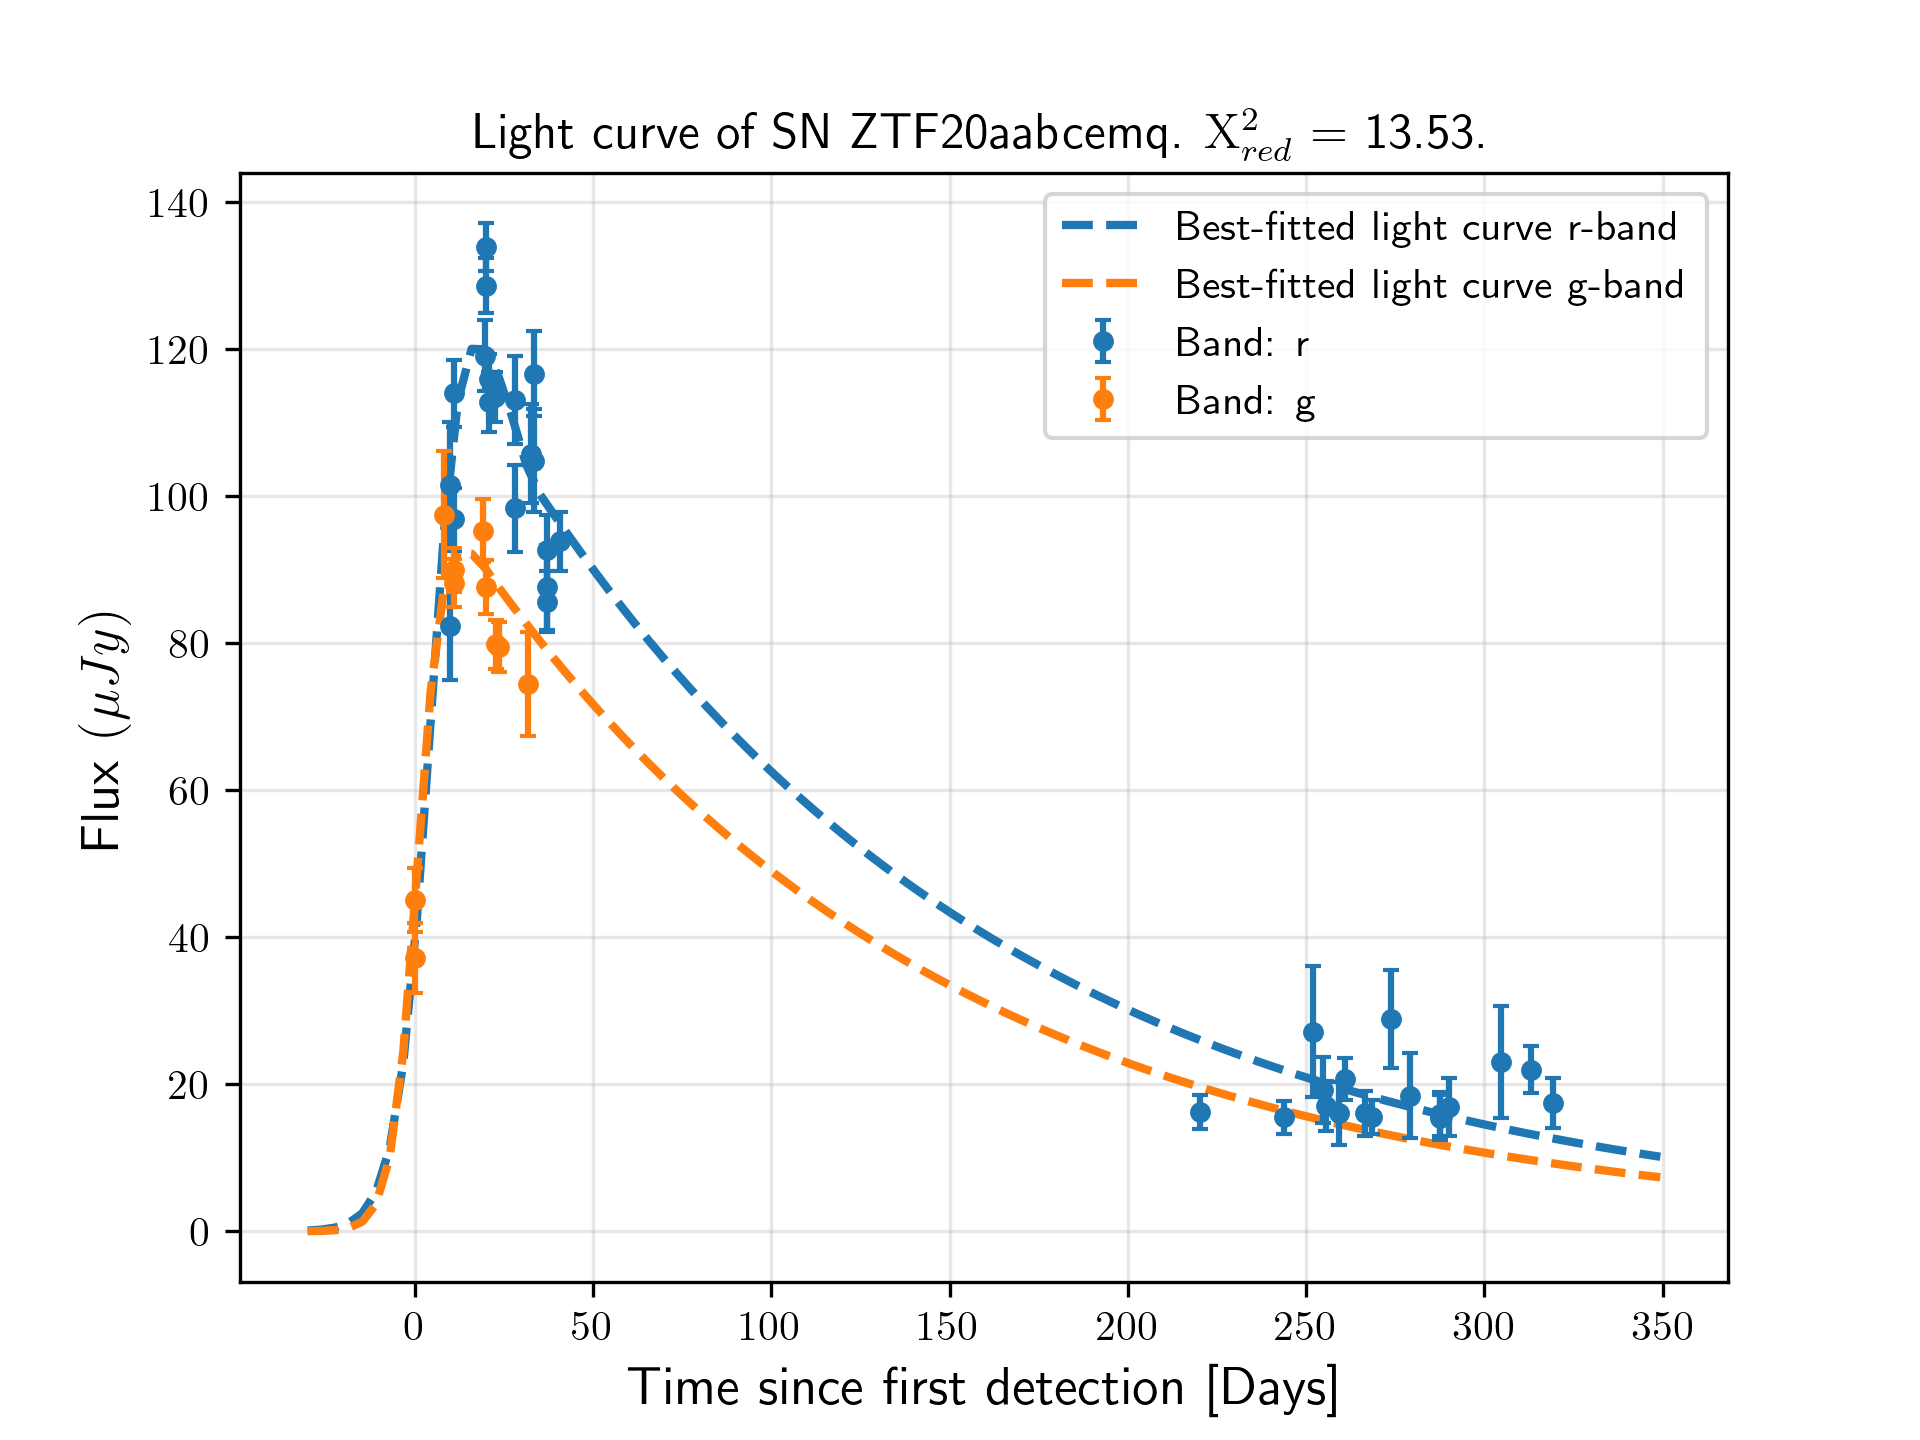 Light curve of SN ZTF20aabcemq. X²_red = 13.53.
Best-fitted light curve r-band
Best-fitted light curve g-band
Band: r
Band: g
Flux (μJy)
140
120
100
80
60
40
20
0
0 50 100 150 200 250 300 350
Time since first detection [Days]